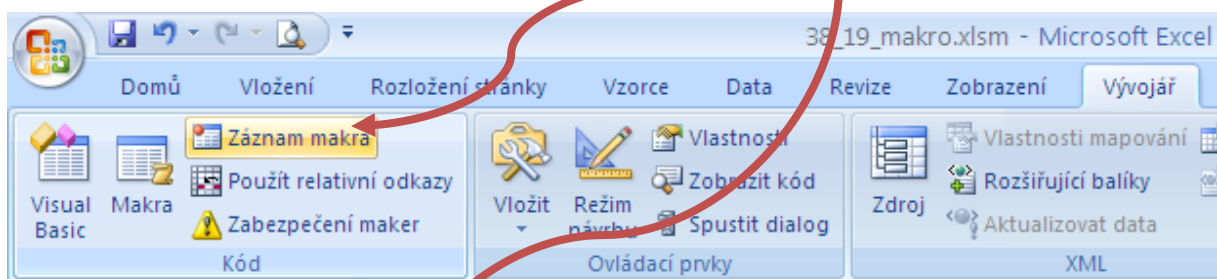 38_19_makro.xlsm - Microsoft Excel
Domů Vložení Rozložení stránky Vzorce Data Revize Zobrazení Vývojář
Visual Basic
Makra
Záznam makra
Použít relativní odkazy
Zabezpečení maker
Kód
Vložit
Režim návrhu
Vlastnosti
Zobrazit kód
Spustit dialog
Ovládací prvky
Zdroj
Vlastnosti mapování
Rozšiřující balíky
Aktualizovat data
XML